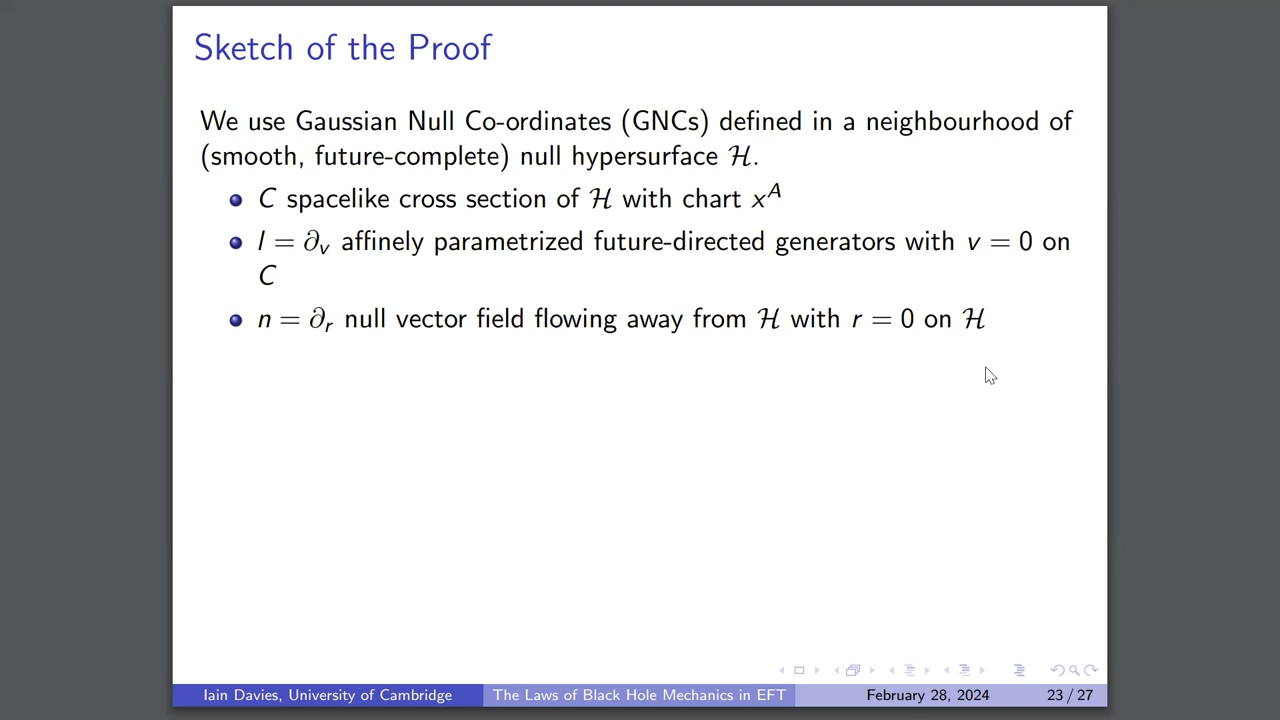 Sketch of the Proof
We use Gaussian Null Co-ordinates (GNCs) defined in a neighbourhood of
(smooth, future-complete) null hypersurface ℋ.
C spacelike cross section of ℋ with chart x^A
l = ∂_v affinely parametrized future-directed generators with v = 0 on
C
n = ∂_r null vector field flowing away from ℋ with r = 0 on ℋ
Iain Davies, University of Cambridge The Laws of Black Hole Mechanics in EFT February 28, 2024 23 / 27